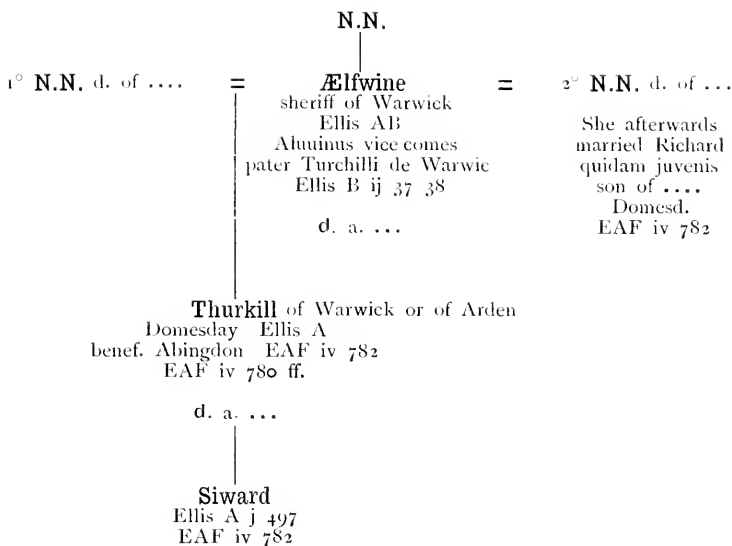 N.N.
1° N.N. d. of .... = Ælfwine = 2° N.N. d. of ...
sheriff of Warwick
Ellis AB
Aluuinus vice comes
pater Turchilli de Warwic
Ellis B ij 37 38
d. a. ...
She afterwards
married Richard
quidam juvenis
son of ....
Domesd.
EAF iv 782
Thurkill of Warwick or of Arden
Domesday Ellis A
benef. Abingdon EAF iv 782
EAF iv 780 ff.
d. a. ...
Siward
Ellis A j 497
EAF iv 782